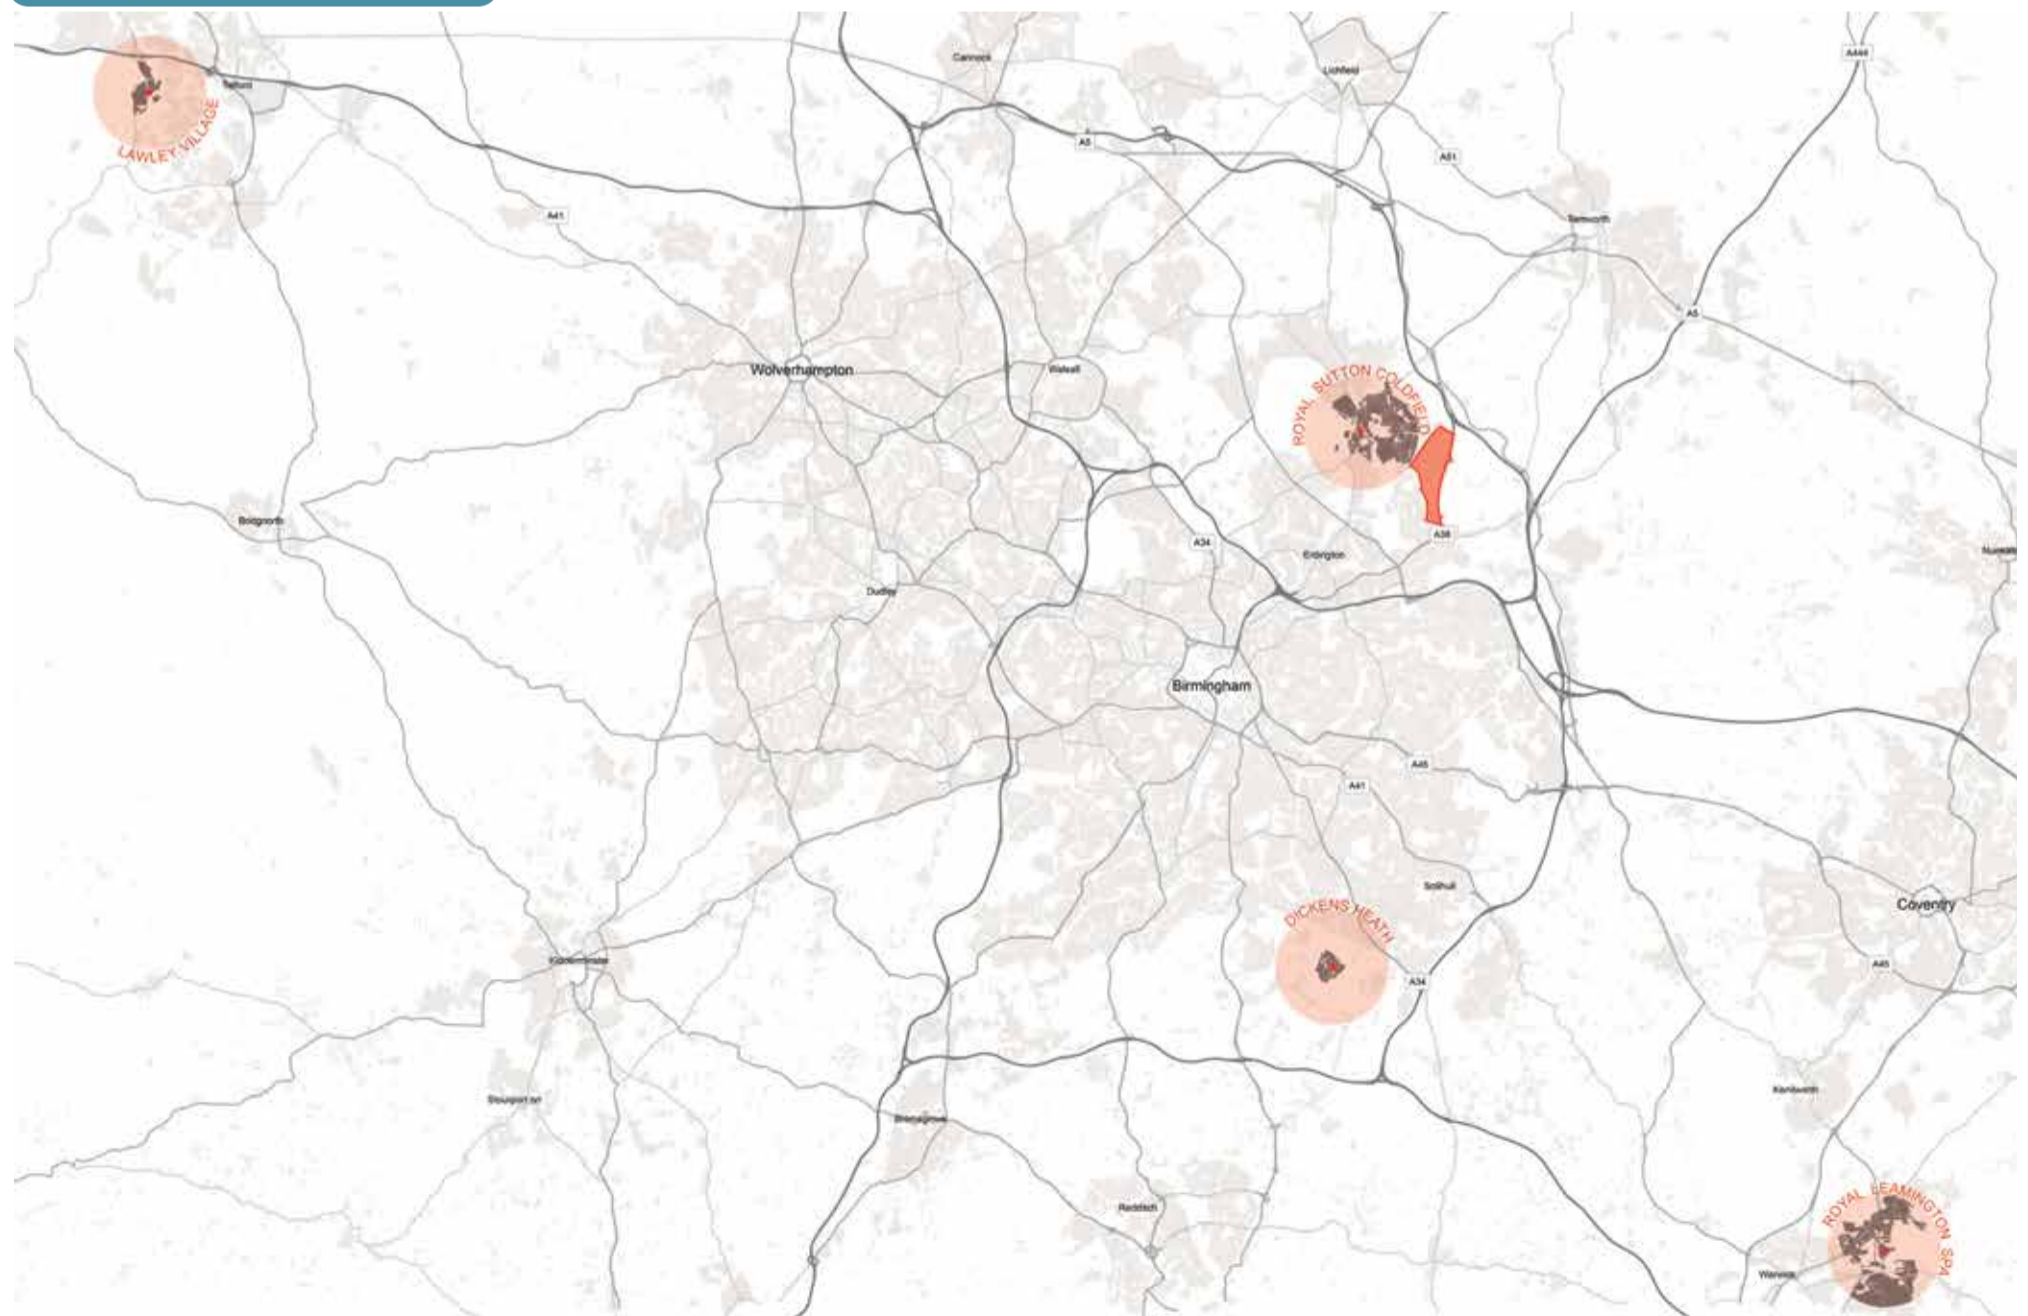 Cannock
Lichfield
A444
Telford
LAWLEY VILLAGE
A5
A51
A41
Tamworth
A5
Wolverhampton
Walsall
ROYAL SUTTON COLDFIELD
Bridgnorth
A34
A38
Erdington
Dudley
Birmingham
A45
A41
Solihull
Coventry
DICKENS HEATH
Kidderminster
A45
A34
Kenilworth
Stourport on
Bromsgrove
Redditch
ROYAL LEAMINGTON SPA
Warwick